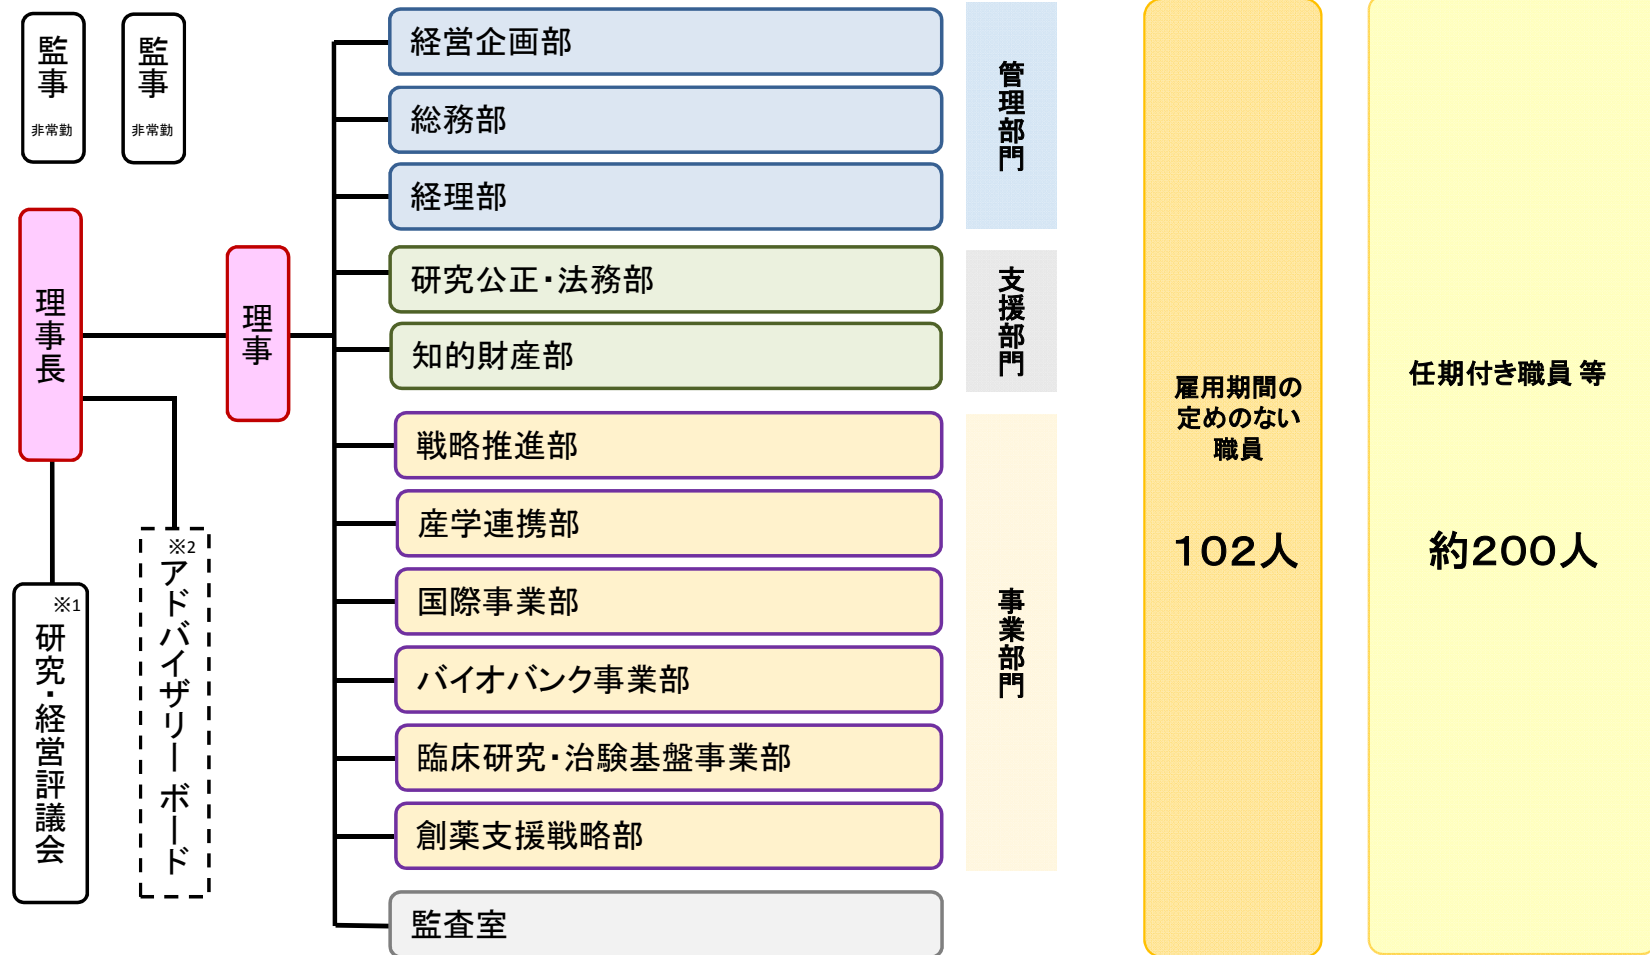 監事
非常勤
監事
非常勤
理事長
理事
※1
研究・経営評議会
※2
アドバイザリー ボード
経営企画部
総務部
経理部
研究公正・法務部
知的財産部
戦略推進部
産学連携部
国際事業部
バイオバンク事業部
臨床研究・治験基盤事業部
創薬支援戦略部
監査室
管理部門
支援部門
事業部門
雇用期間の
定めのない
職員
102人
任期付き職員 等
約200人